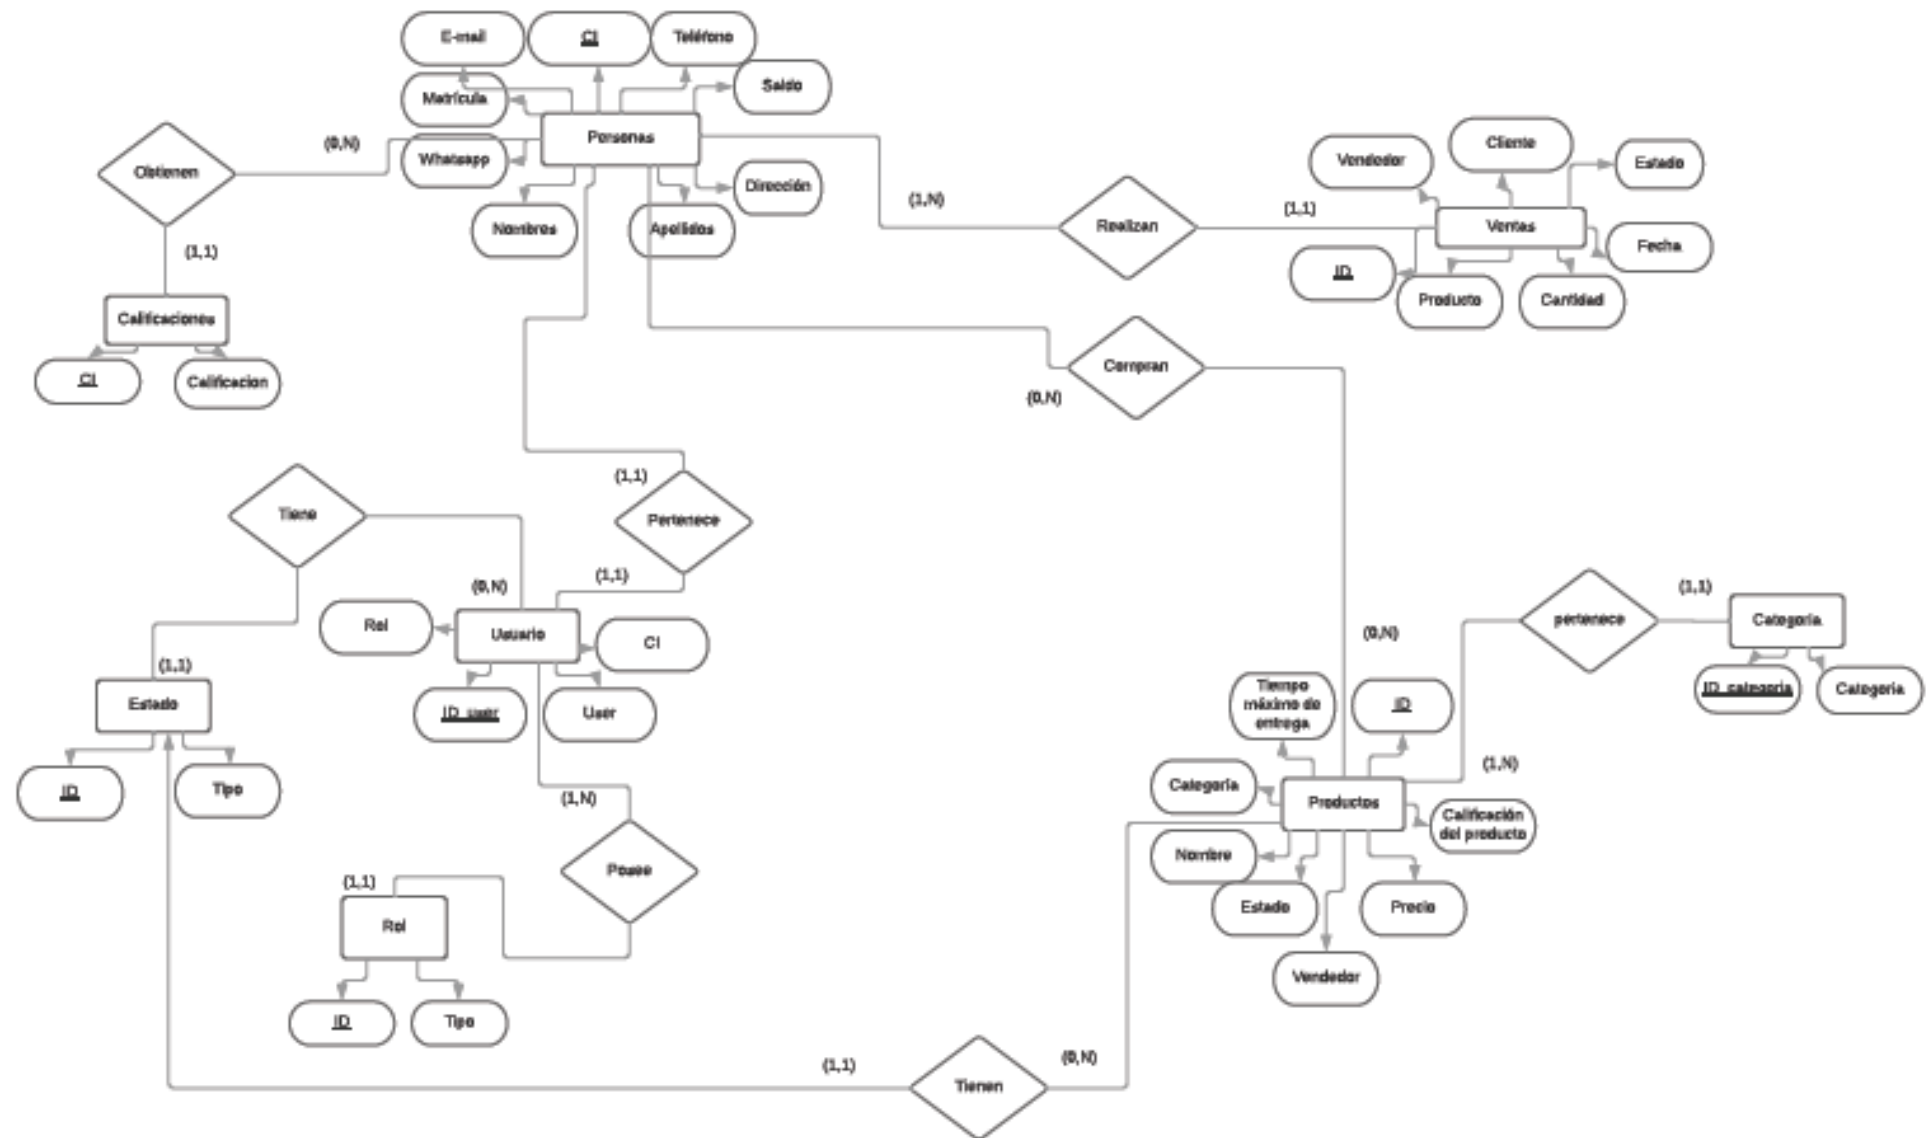 E-mail
CI
Teléfono
Saldo
Matrícula
Personas
Whatsapp
Dirección
Nombres
Apellidos
(0,N)
Obtienen
(1,1)
Calificaciones
CI
Calificacion
(1,N)
Realizan
(1,1)
Vendedor
Cliente
Estado
Ventas
Fecha
ID
Producto
Cantidad
Compran
(0,N)
Tiene
(1,1)
Pertenece
(1,1)
(0,N)
Rol
Usuario
CI
ID_user
User
(1,1)
Estado
ID
Tipo
(1,N)
Posee
(1,1)
Rol
ID
Tipo
(0,N)
pertenece
(1,1)
Categoria
ID_categoria
Categoria
Tiempo
máximo de
entrega
ID
(1,N)
Categoría
Productos
Calificación
del producto
Nombre
Estado
Precio
Vendedor
(1,1)
Tienen
(0,N)